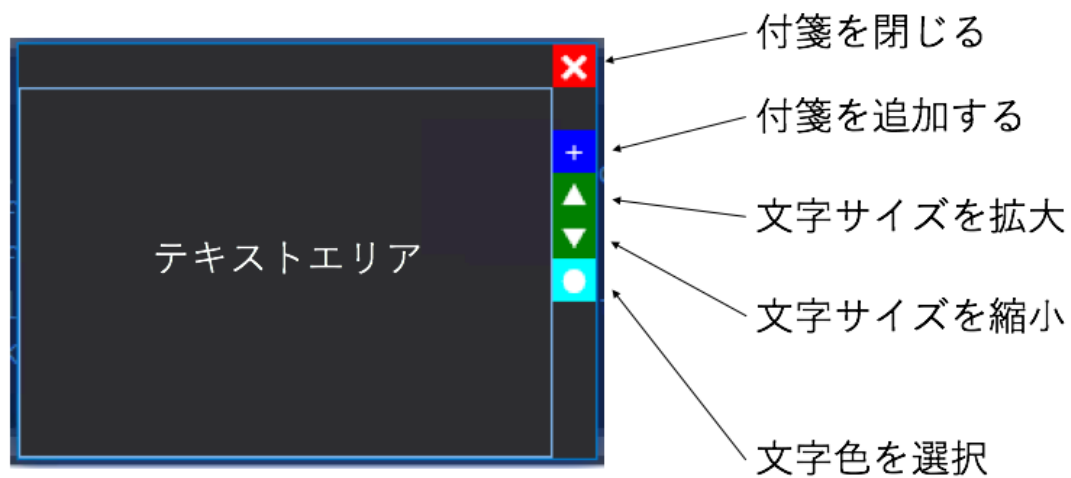 付箋を閉じる
付箋を追加する
文字サイズを拡大
テキストエリア
文字サイズを縮小
文字色を選択